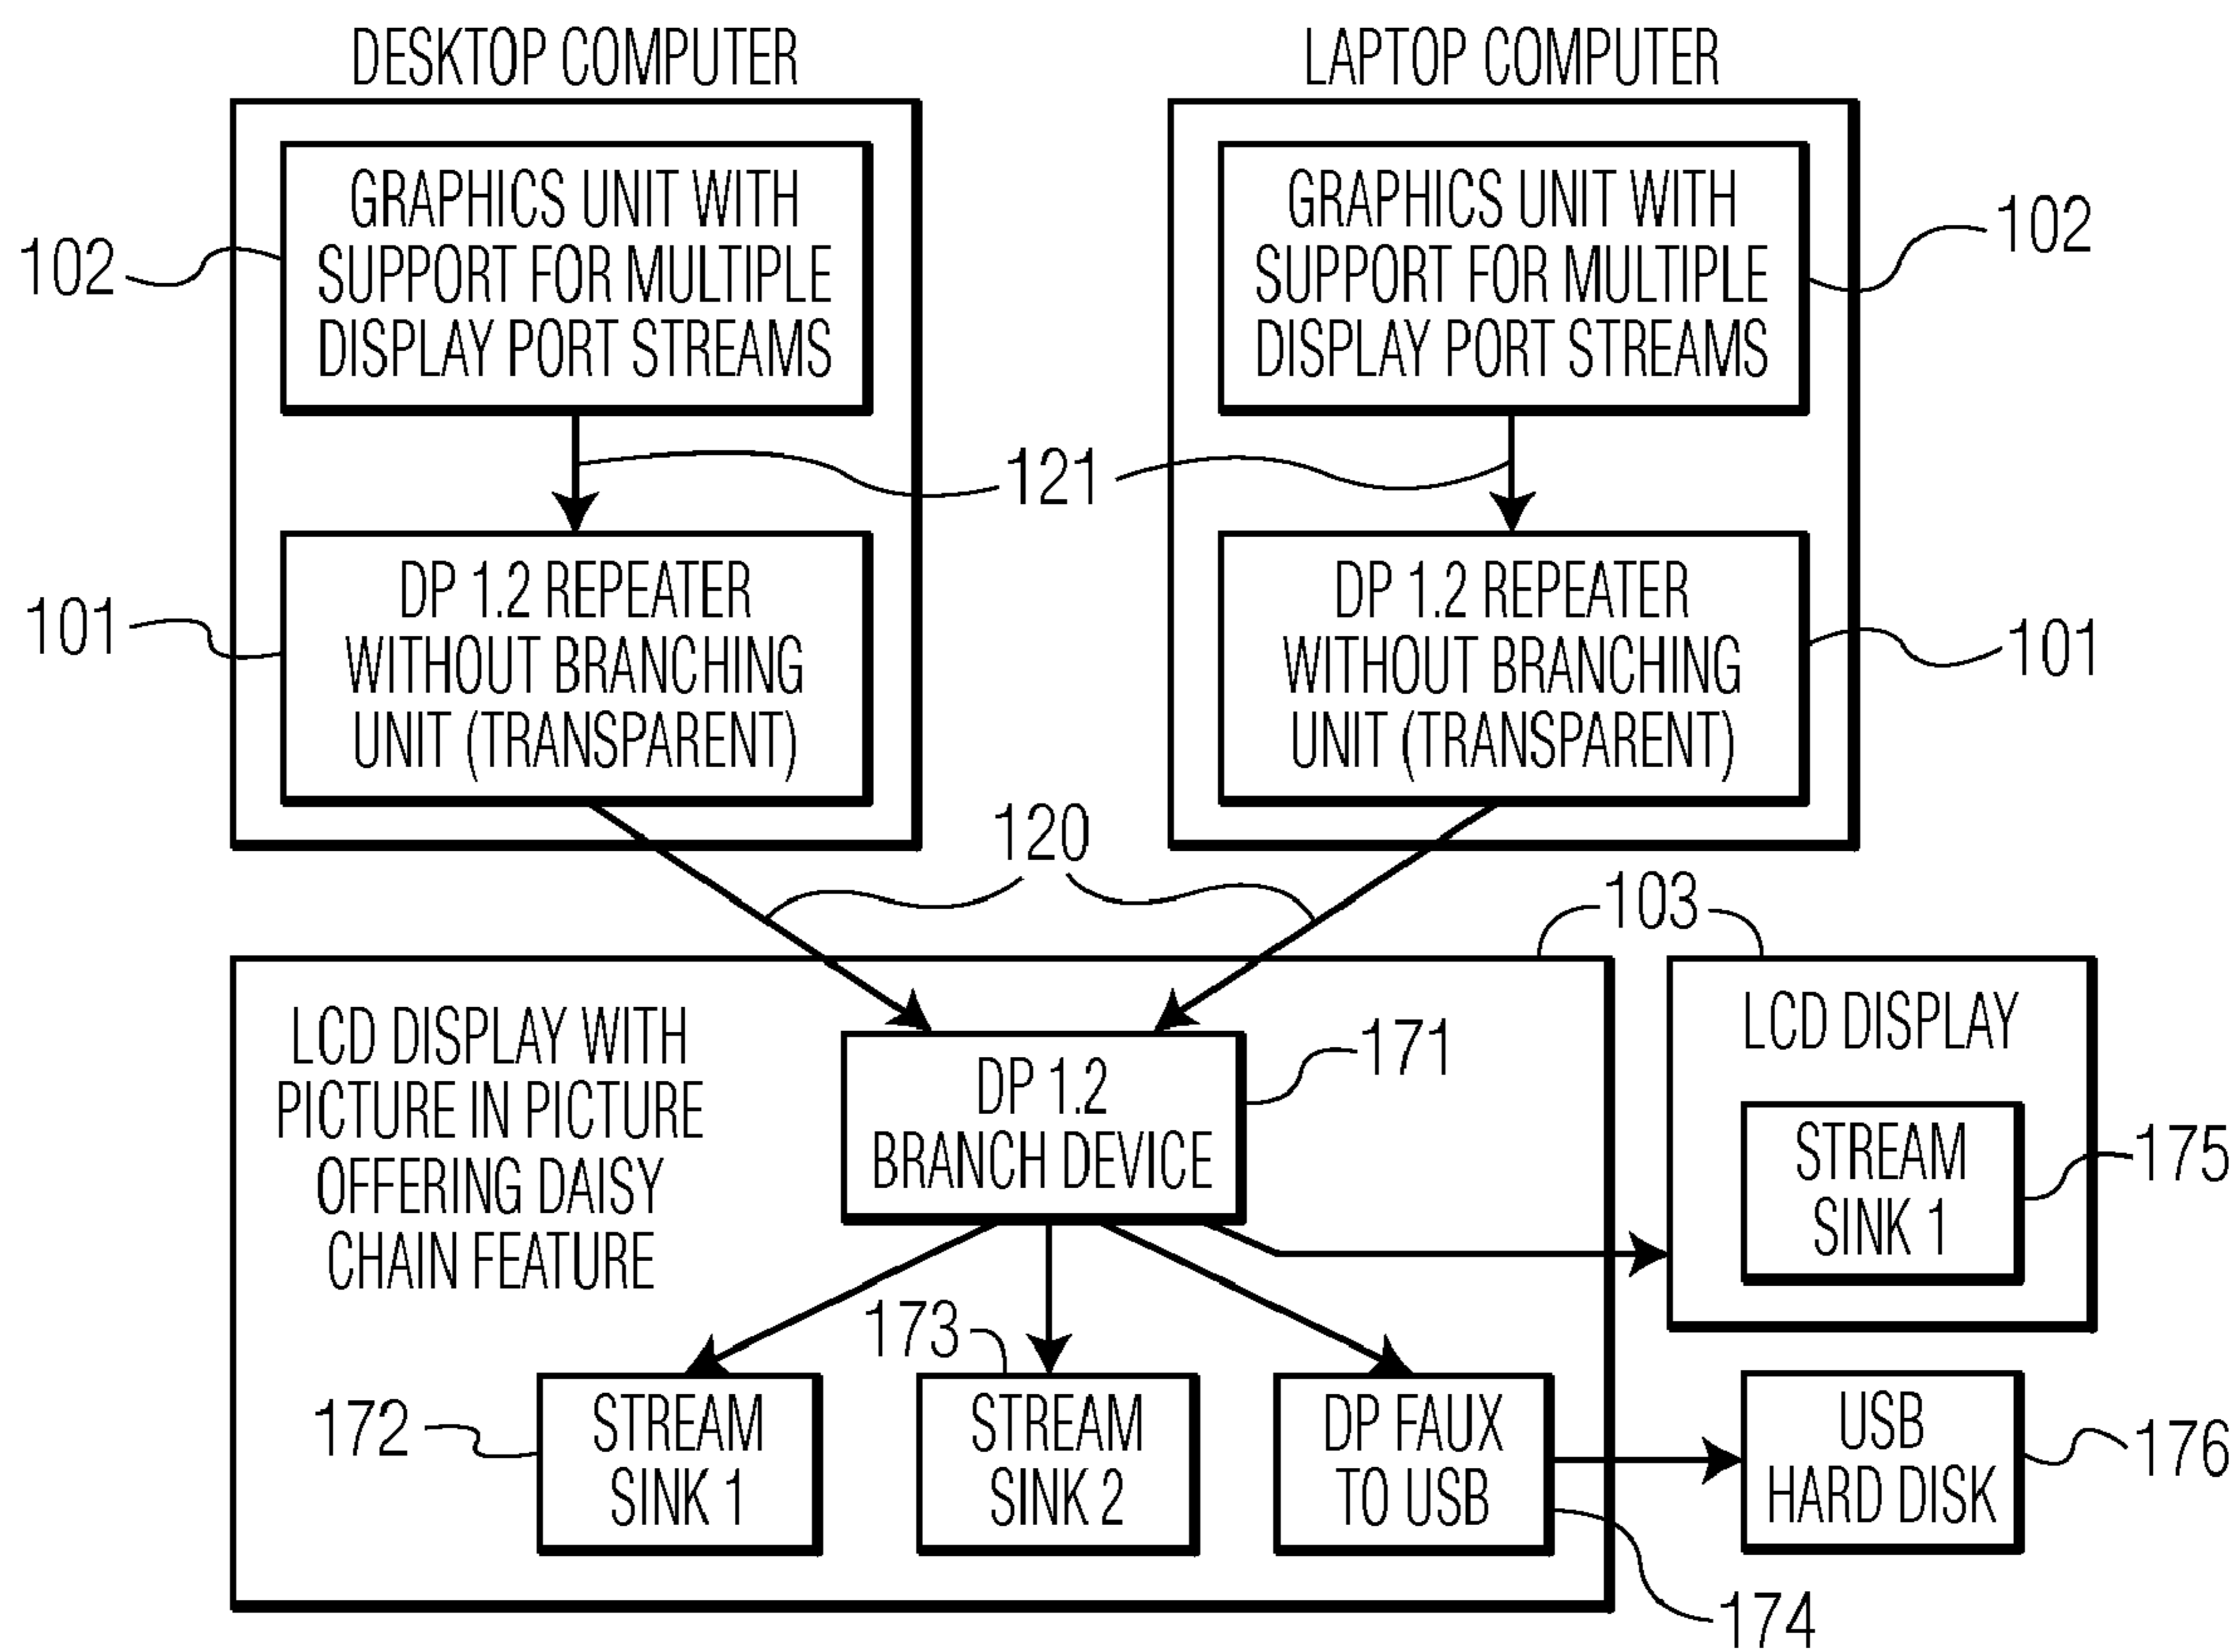 DESKTOP COMPUTER
LAPTOP COMPUTER
GRAPHICS UNIT WITH
SUPPORT FOR MULTIPLE
DISPLAY PORT STREAMS
102
GRAPHICS UNIT WITH
SUPPORT FOR MULTIPLE
DISPLAY PORT STREAMS
102
121
DP 1.2 REPEATER
WITHOUT BRANCHING
UNIT (TRANSPARENT)
101
DP 1.2 REPEATER
WITHOUT BRANCHING
UNIT (TRANSPARENT)
101
120
103
LCD DISPLAY WITH
PICTURE IN PICTURE
OFFERING DAISY
CHAIN FEATURE
DP 1.2
BRANCH DEVICE
171
LCD DISPLAY
STREAM
SINK 1
175
173
172
STREAM
SINK 1
STREAM
SINK 2
DP FAUX
TO USB
USB
HARD DISK
176
174